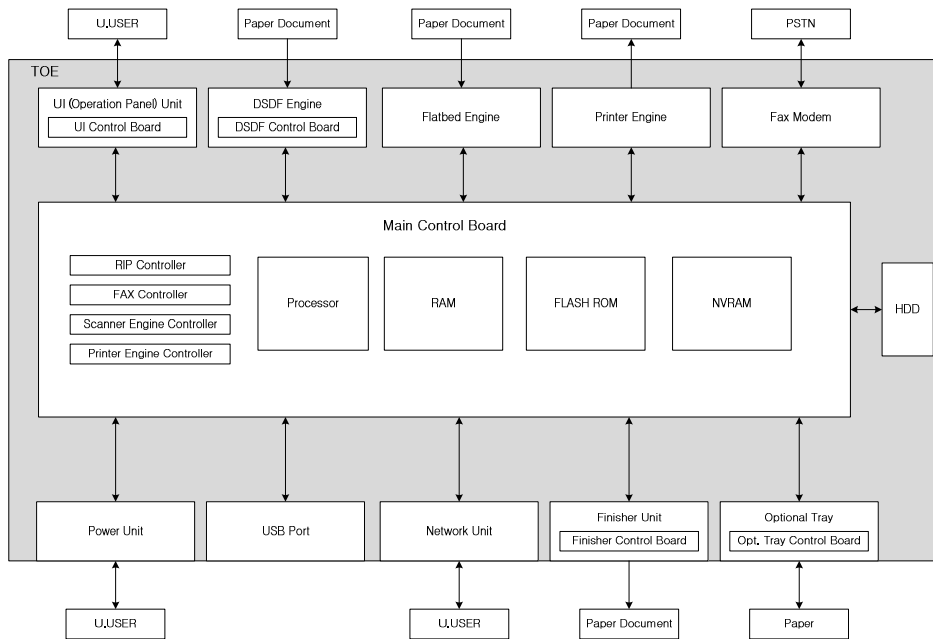 U.USER
Paper Document
Paper Document
Paper Document
PSTN
TOE
UI (Operation Panel) Unit
UI Control Board
DSDF Engine
DSDF Control Board
Flatbed Engine
Printer Engine
Fax Modem
Main Control Board
RIP Controller
FAX Controller
Scanner Engine Controller
Printer Engine Controller
Processor
RAM
FLASH ROM
NVRAM
HDD
Power Unit
USB Port
Network Unit
Finisher Unit
Finisher Control Board
Optional Tray
Opt. Tray Control Board
U.USER
U.USER
Paper Document
Paper